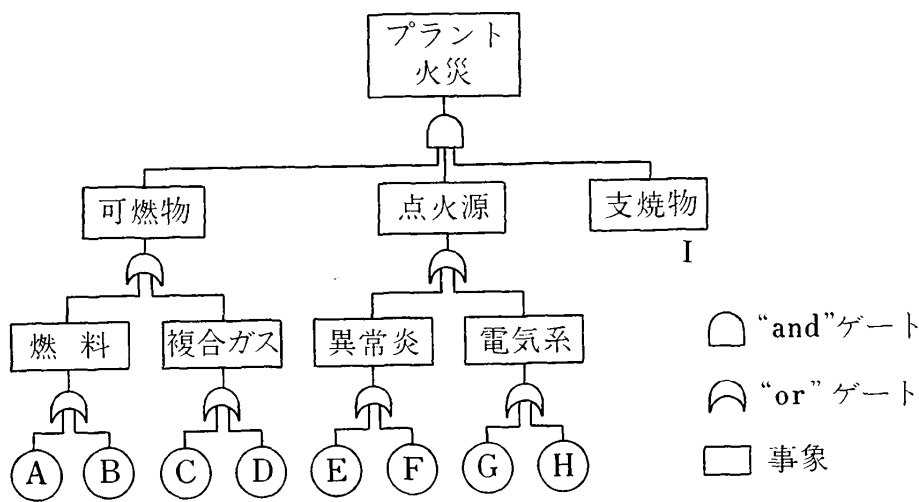 プラント
火災
可燃物
点火源
支燃物
I
燃料
複合ガス
異常炎
電気系
“and”ゲート
“or”ゲート
事象
A B C D E F G H